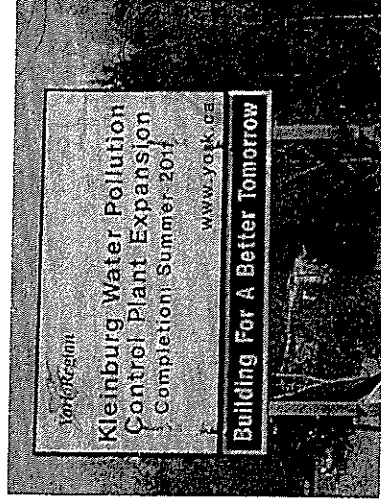 York Region
Kleinburg Water Pollution
Control Plant Expansion
Completion: Summer 2011
www.york.ca
Building For A Better Tomorrow